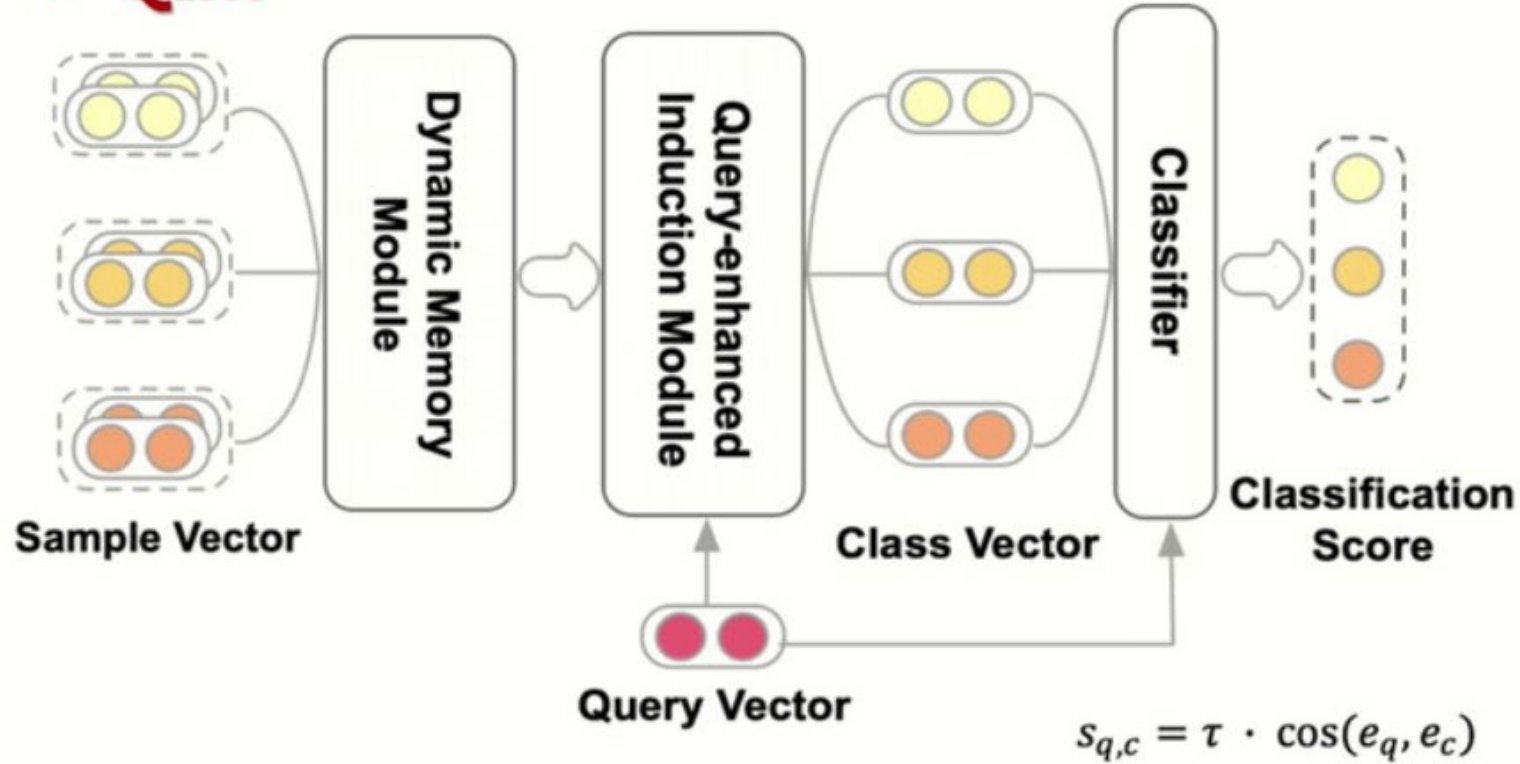 Dynamic Memory
Module
Query-enhanced
Induction Module
Classifier
Sample Vector
Class Vector
Classification
Score
Query Vector
s_{q,c} = τ · cos(e_q, e_c)